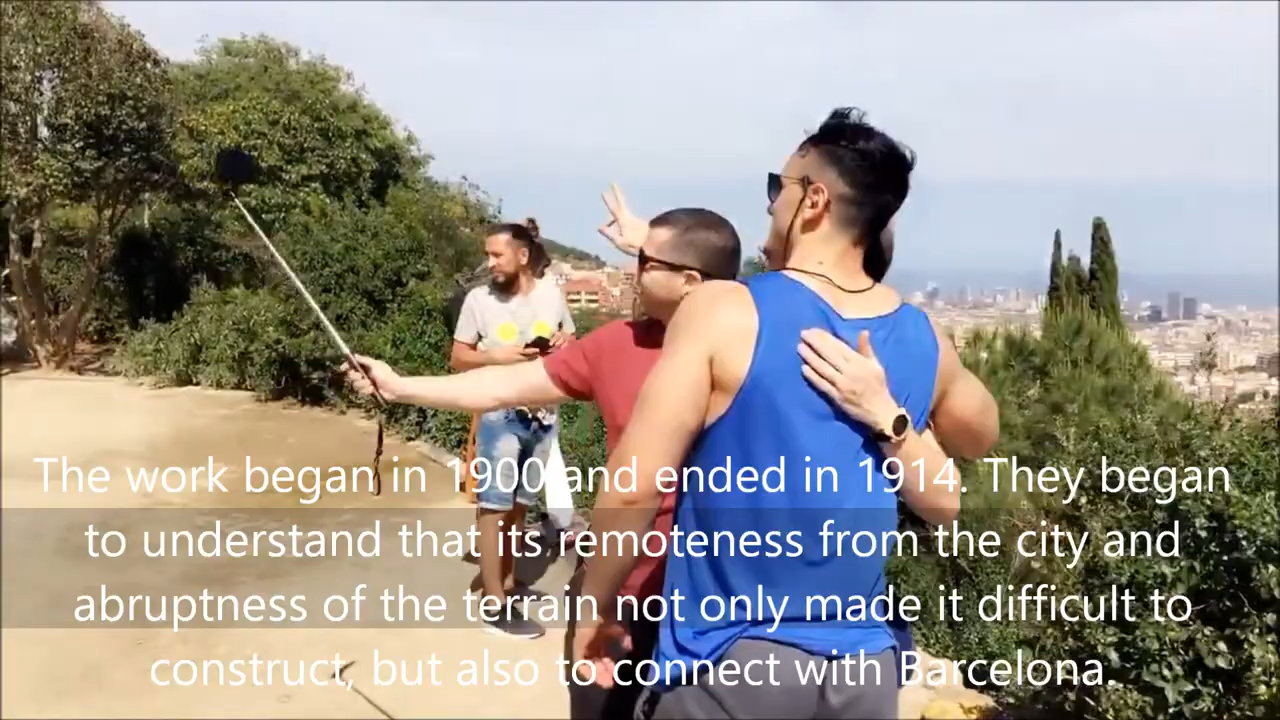 The work began in 1900 and ended in 1914. They began
to understand that its remoteness from the city and
abruptness of the terrain not only made it difficult to
construct, but also to connect with Barcelona.